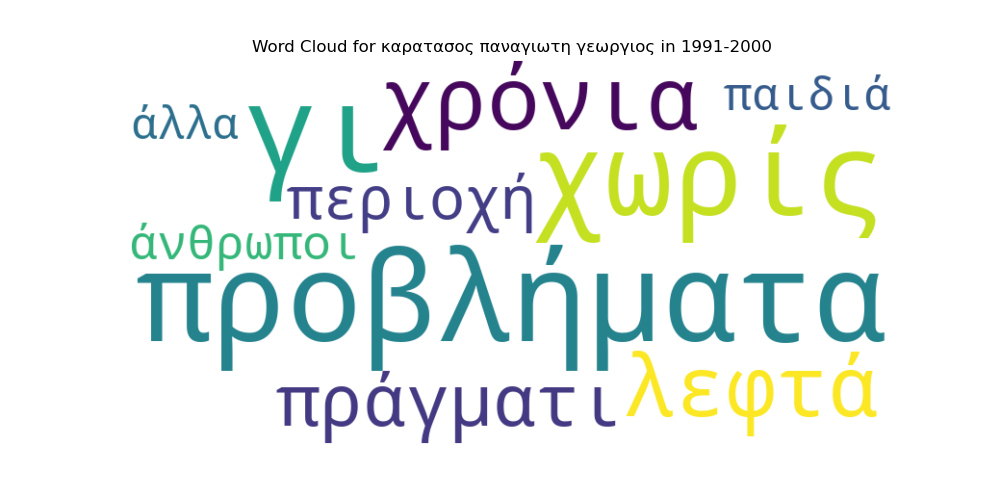 Word Cloud for καρατασος παναγιωτη γεωργιος in 1991-2000
άλλα γι χρόνια παιδιά
περιοχή χωρίς
άνθρωποι
προβλήματα
πράγματι λεφτά